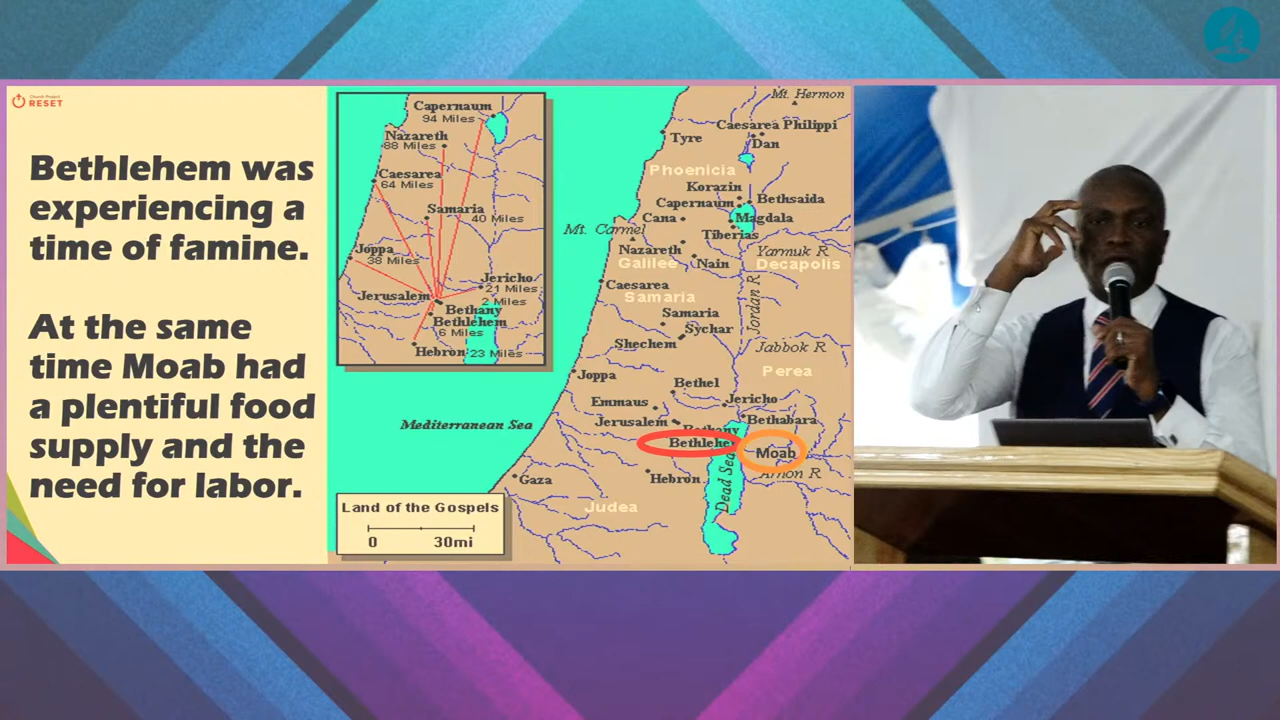 Church Project
RESET
Bethlehem was
experiencing a
time of famine.
At the same
time Moab had
a plentiful food
supply and the
need for labor.
Capernaum
94 Miles
Nazareth
88 Miles
Caesarea
64 Miles
Samaria
40 Miles
Joppa
38 Miles
Jericho
21 Miles
Jerusalem
2 Miles
Bethany
Bethlehem
6 Miles
Hebron 23 Miles
Mt. Hermon
Tyre
Caesarea Philippi
Dan
Phoenicia
Korazin
Bethsaida
Capernaum
Cana
Magdala
Mt. Carmel
Tiberias
Nazareth
Yarmuk R
Galilee
Nain
Decapolis
Caesarea
Samaria
Jordan R
Samaria
Sychar
Shechem
Jabbok R
Perea
Joppa
Bethel
Emmaus
Jericho
Jerusalem
Bethabara
Bethany
Mediterranean Sea
Bethlehe
Moab
Dead Sea
Arnon R
Hebron
Gaza
Judea
Land of the Gospels
0 30mi